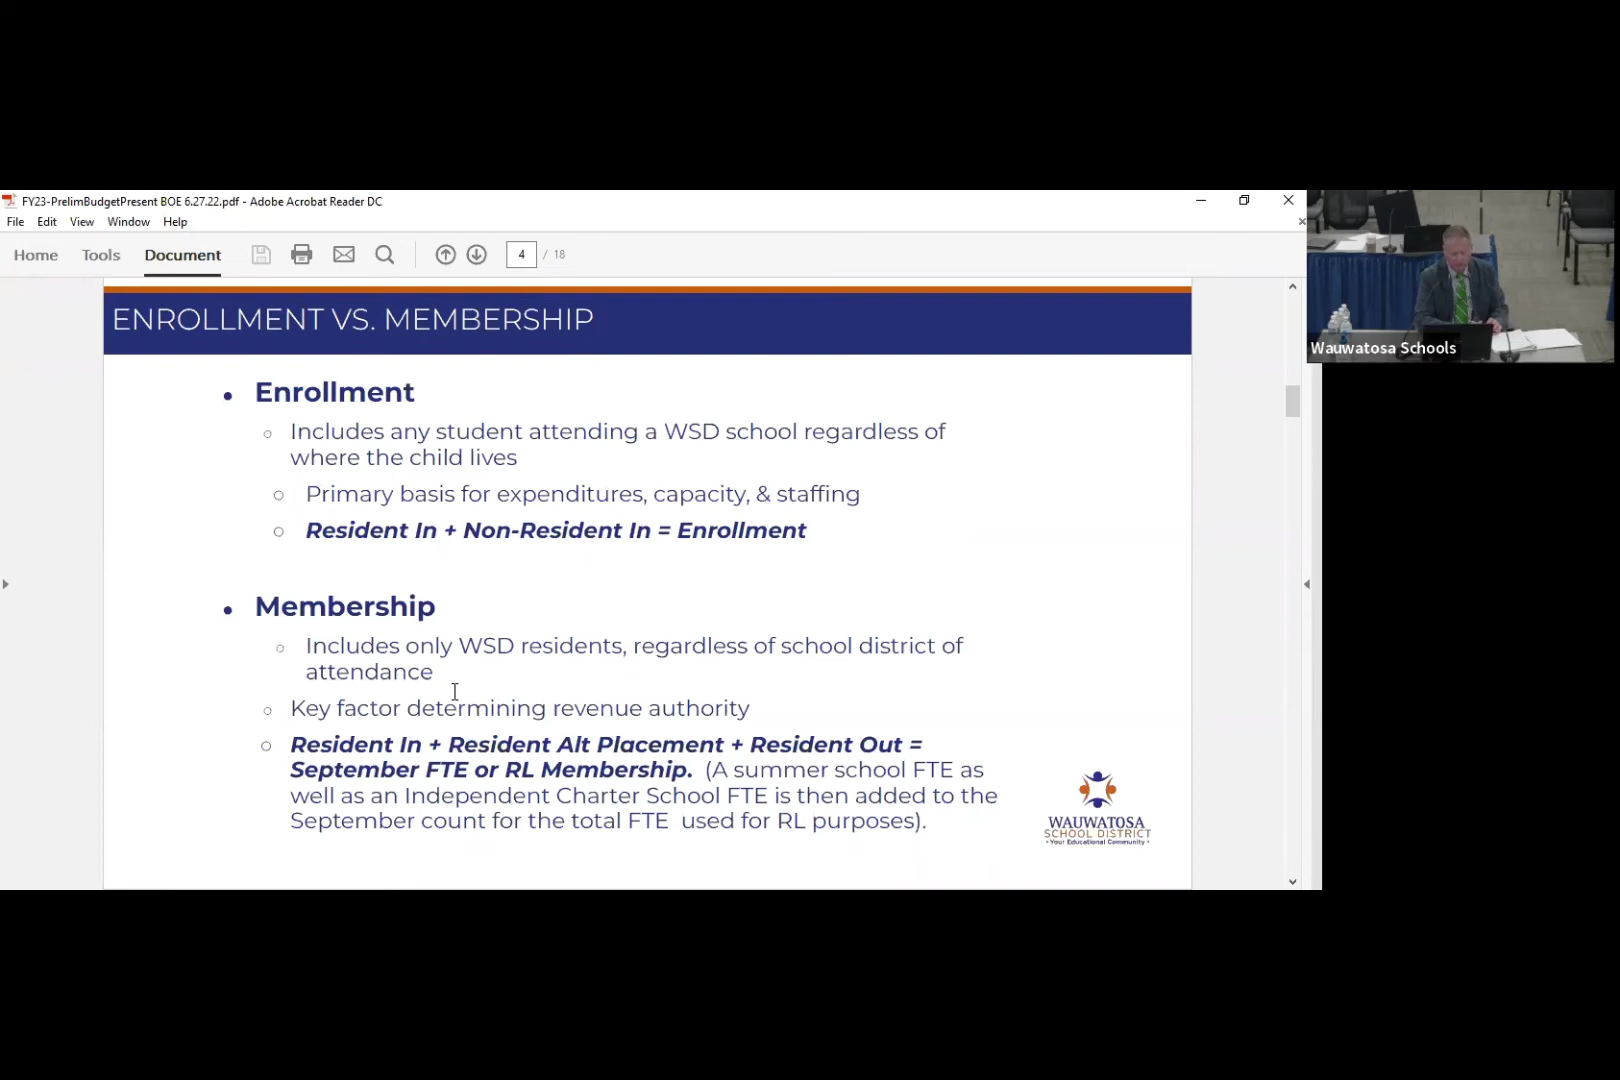 FY23-PrelimBudgetPresent BOE 6.27.22.pdf - Adobe Acrobat Reader DC
File Edit View Window Help
Home Tools Document 4 / 18
ENROLLMENT VS. MEMBERSHIP
Wauwatosa Schools
• Enrollment
○ Includes any student attending a WSD school regardless of
where the child lives
○ Primary basis for expenditures, capacity, & staffing
○ Resident In + Non-Resident In = Enrollment
• Membership
○ Includes only WSD residents, regardless of school district of
attendance
○ Key factor determining revenue authority
○ Resident In + Resident Alt Placement + Resident Out =
September FTE or RL Membership. (A summer school FTE as
well as an Independent Charter School FTE is then added to the
September count for the total FTE used for RL purposes).
WAUWATOSA
SCHOOL DISTRICT
• Your Educational Community •